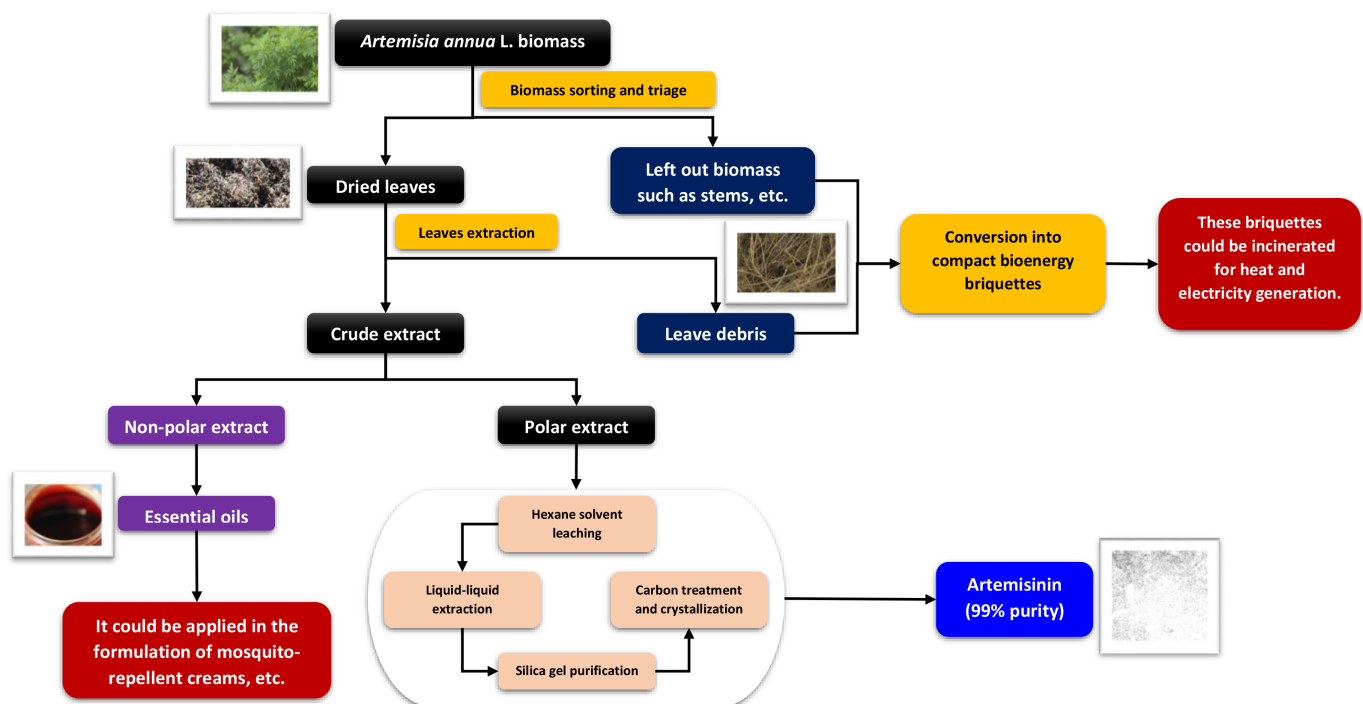 Artemisia annua L. biomass
Biomass sorting and triage
Dried leaves
Left out biomass
such as stems, etc.
Leaves extraction
Conversion into
compact bioenergy
briquettes
These briquettes
could be incinerated
for heat and
electricity generation.
Crude extract
Leave debris
Non-polar extract
Polar extract
Essential oils
Hexane solvent
leaching
Liquid-liquid
extraction
Carbon treatment
and crystallization
Silica gel purification
Artemisinin
(99% purity)
It could be applied in the
formulation of mosquito-
repellent creams, etc.